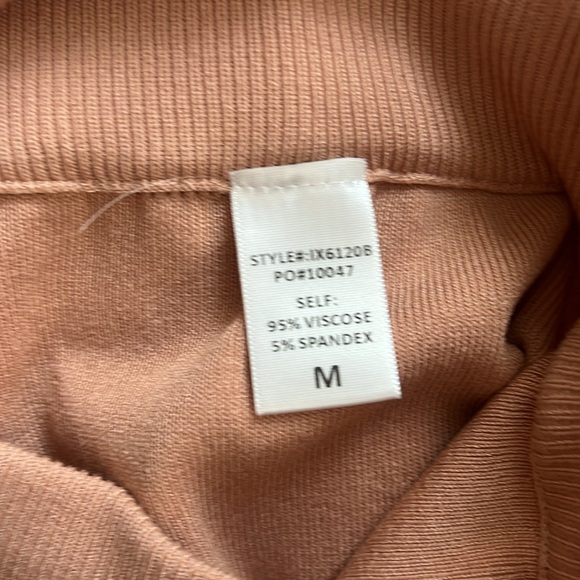 STYLE#:IX6120B
PO#10047
SELF:
95% VISCOSE
5% SPANDEX
M